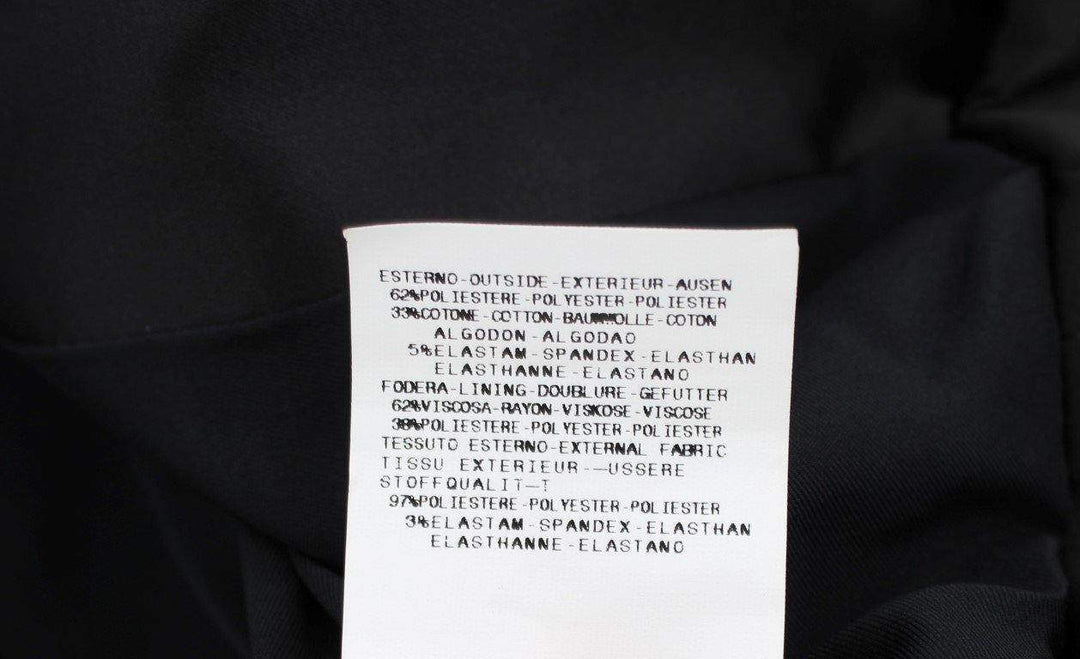 ESTERNO-OUTSIDE-EXTERIEUR-AUSEN
62%POLIESTERE-POLYESTER-POLIESTER
33%COTONE-COTTON-BAUMWOLLE-COTON
ALGODON-ALGODAO
5%ELASTAM-SPANDEX-ELASTHAN
ELASTHANNE-ELASTANO
FODERA-LINING-DOUBLURE-GEFUTTER
62%VISCOSA-RAYON-VISKOSE-VISCOSE
38%POLIESTERE-POLYESTER-POLIESTER
TESSUTO ESTERNO-EXTERNAL FABRIC
TISSU EXTERIEUR-—USSERE
STOFFQUALIT—T
97%POLIESTERE-POLYESTER-POLIESTER
3%ELASTAM-SPANDEX-ELASTHAN
ELASTHANNE-ELASTANO